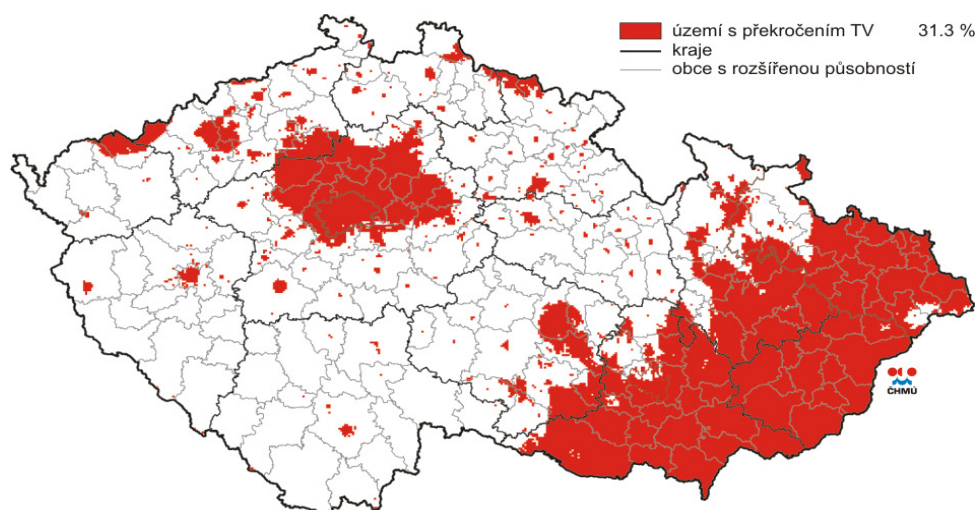 území s překročením TV 31.3 %
kraje
obce s rozšířenou působností
ČHMÚ